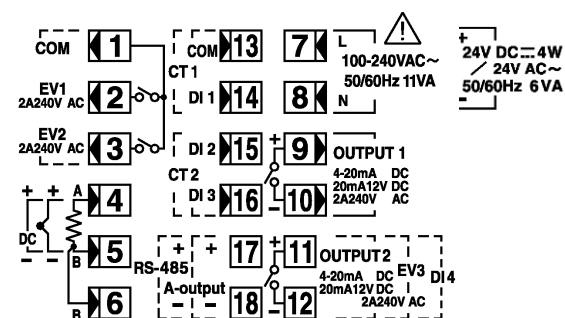 COM 1 COM 13 7 L 100-240VAC~ 50/60Hz 11VA
+ 24V DC⎓4W
/ 24V AC~
- 50/60Hz 6VA
CT1
EV1 2A240V AC 2 DI 1 14 8 N
EV2 2A240V AC 3 DI 2 15 + 9 OUTPUT 1
CT2
4-20mA DC
20mA12V DC
2A240V AC
+ + A 4 DI 3 16 - 10
DC
- - B 5 RS-485 + + 17 + 11 OUTPUT2
A-output
4-20mA DC EV3 DI4
20mA12V DC
2A240V AC
B 6 - - 18 - 12